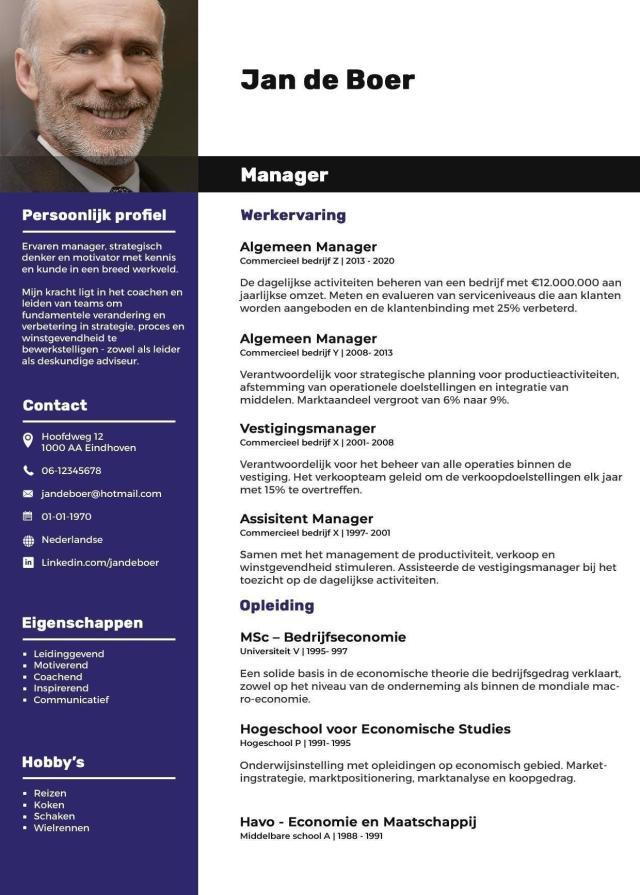 Jan de Boer
Manager
Persoonlijk profiel
Ervaren manager, strategisch
denker en motivator met kennis
en kunde in een breed werkveld.
Mijn kracht ligt in het coachen en
leiden van teams om
fundamentele verandering en
verbetering in strategie, proces en
winstgevendheid te
bewerkstelligen - zowel als leider
als deskundige adviseur.
Contact
Hoofdweg 12
1000 AA Eindhoven
06-12345678
jandeboer@hotmail.com
01-01-1970
Nederlandse
Linkedin.com/jandeboer
Eigenschappen
Leidinggevend
Motiverend
Coachend
Inspirerend
Communicatief
Hobby's
Reizen
Koken
Schaken
Wielrennen
Werkervaring
Algemeen Manager
Commercieel bedrijf Z | 2013 - 2020
De dagelijkse activiteiten beheren van een bedrijf met €12.000.000 aan
jaarlijkse omzet. Meten en evalueren van serviceniveaus die aan klanten
worden aangeboden en de klantenbinding met 25% verbeterd.
Algemeen Manager
Commercieel bedrijf Y | 2008- 2013
Verantwoordelijk voor strategische planning voor productieactiviteiten,
afstemming van operationele doelstellingen en integratie van
middelen. Marktaandeel vergroot van 6% naar 9%.
Vestigingsmanager
Commercieel bedrijf X | 2001- 2008
Verantwoordelijk voor het beheer van alle operaties binnen de
vestiging. Het verkoopteam geleid om de verkoopdoelstellingen elk jaar
met 15% te overtreffen.
Assisitent Manager
Commercieel bedrijf X | 1997- 2001
Samen met het management de productiviteit, verkoop en
winstgevendheid stimuleren. Assisteerde de vestigingsmanager bij het
toezicht op de dagelijkse activiteiten.
Opleiding
MSc – Bedrijfseconomie
Universiteit V | 1995- 997
Een solide basis in de economische theorie die bedrijfsgedrag verklaart,
zowel op het niveau van de onderneming als binnen de mondiale mac-
ro-economie.
Hogeschool voor Economische Studies
Hogeschool P | 1991- 1995
Onderwijsinstelling met opleidingen op economisch gebied. Market-
ingstrategie, marktpositionering, marktanalyse en koopgedrag.
Havo - Economie en Maatschappij
Middelbare school A | 1988 - 1991